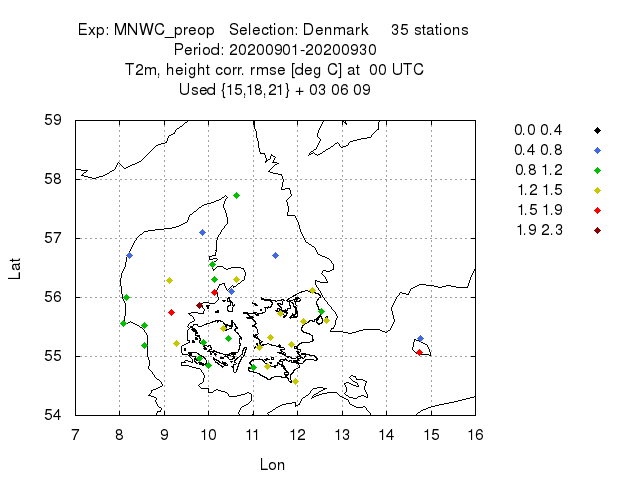 Exp: MNWC_preop Selection: Denmark 35 stations
Period: 20200901-20200930
T2m, height corr. rmse [deg C] at 00 UTC
Used {15,18,21} + 03 06 09
59
58
57
56
55
54
Lat
7 8 9 10 11 12 13 14 15 16
Lon
0.0 0.4
0.4 0.8
0.8 1.2
1.2 1.5
1.5 1.9
1.9 2.3